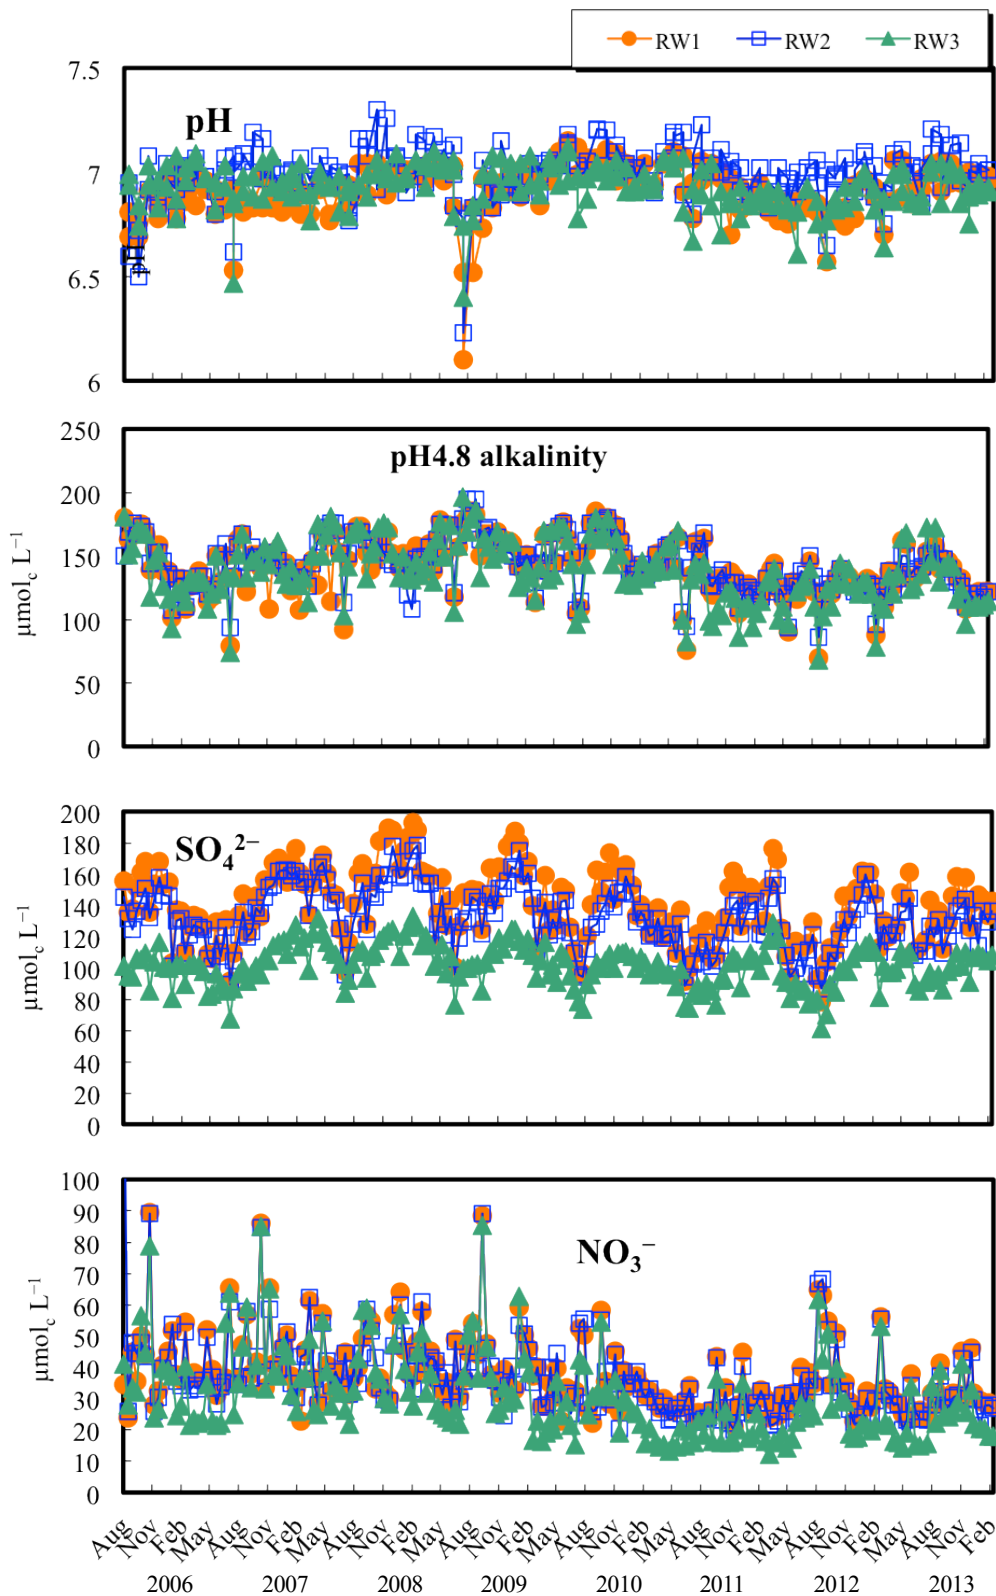 RW1 RW2 RW3
7.5
pH
7
pH
6.5
6
250
pH4.8 alkalinity
200
150
100
50
0
μmol_c L⁻¹
200
180
SO₄²⁻
160
140
120
100
80
60
40
20
0
μmol_c L⁻¹
100
90
80
NO₃⁻
70
60
50
40
30
20
10
0
μmol_c L⁻¹
Aug Nov Feb May Aug Nov Feb May Aug Nov Feb May Aug Nov Feb May Aug Nov Feb May Aug Nov Feb May Aug Nov Feb May Aug Nov Feb
2006 2007 2008 2009 2010 2011 2012 2013